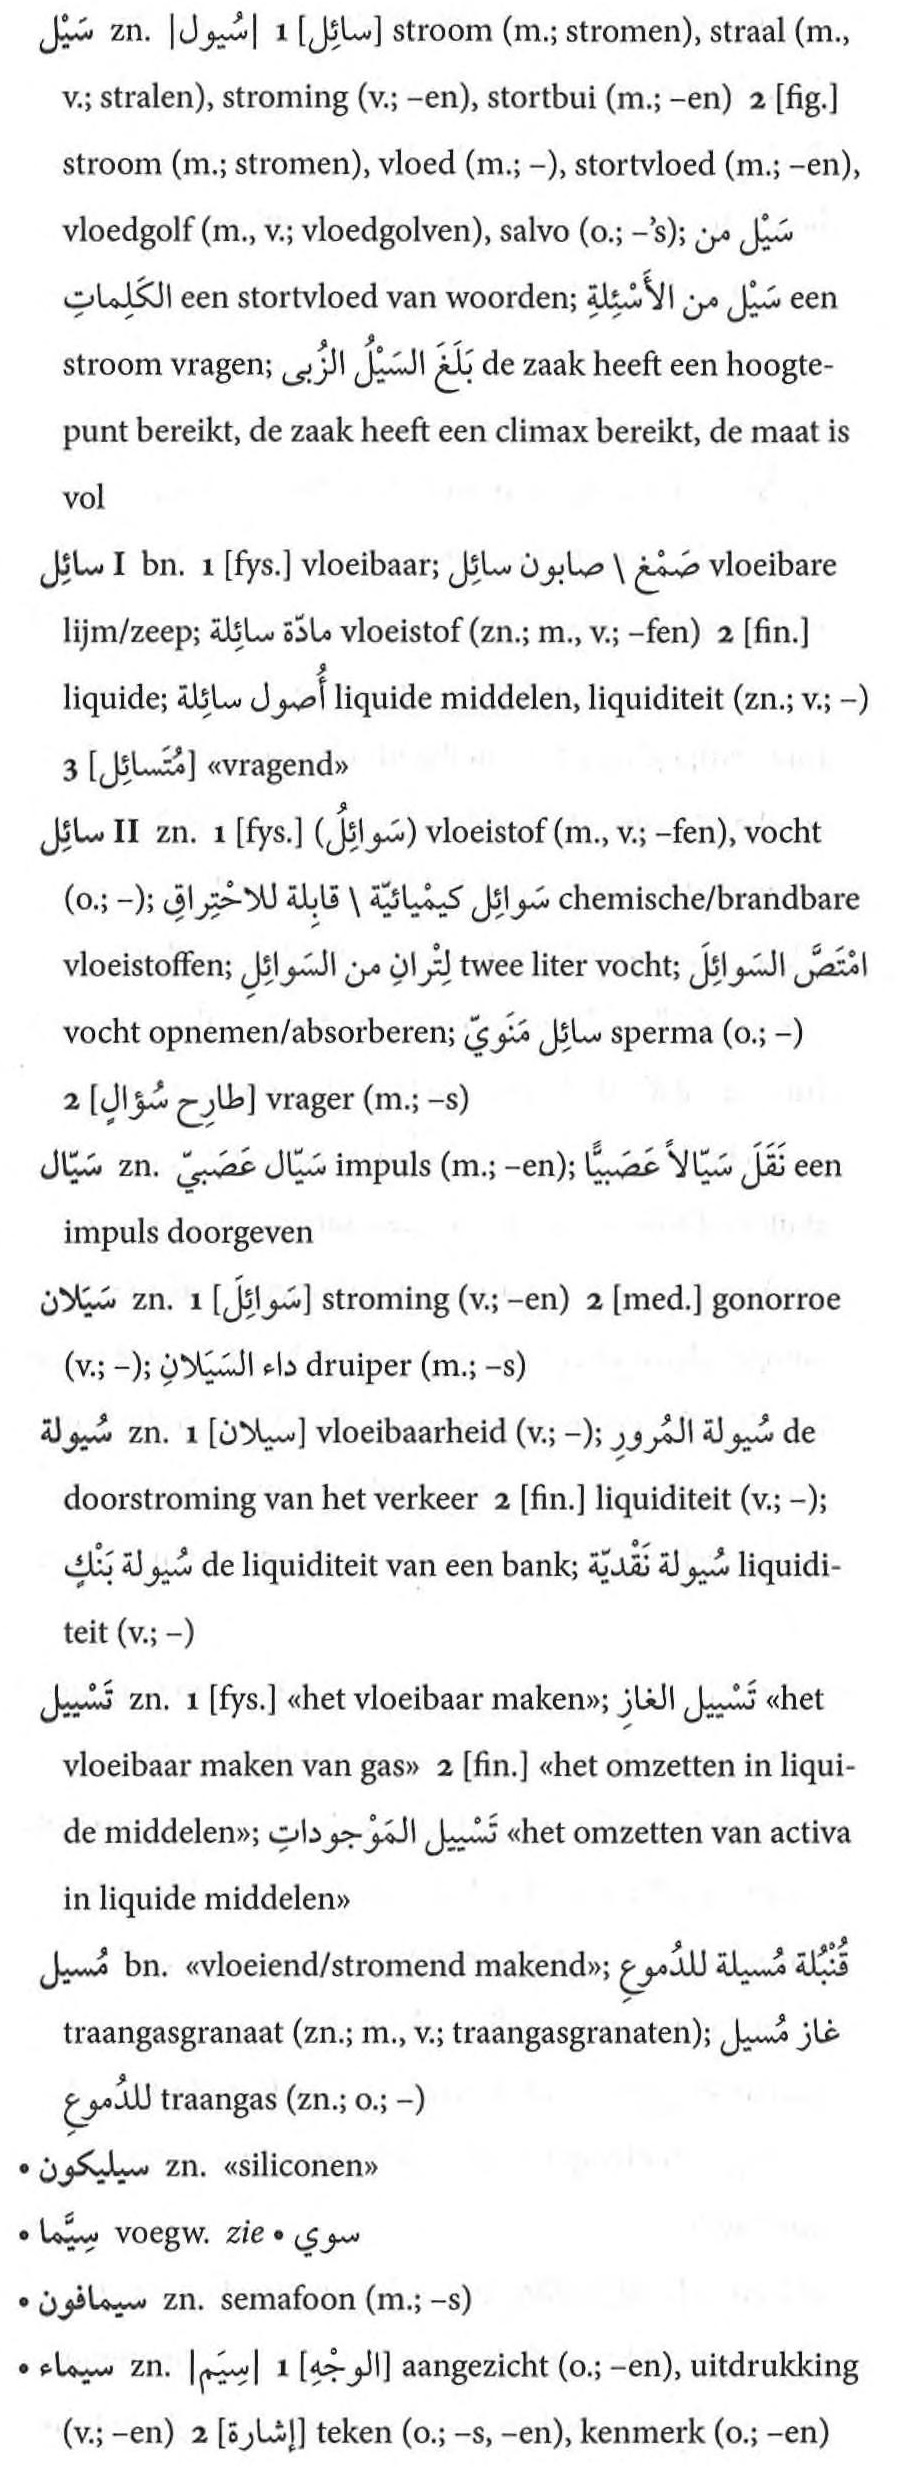 سَيْل zn. |سُيول| 1 [سائِل] stroom (m.; stromen), straal (m.,
v.; stralen), stroming (v.; –en), stortbui (m.; –en) 2 [fig.]
stroom (m.; stromen), vloed (m.; –), stortvloed (m.; –en),
vloedgolf (m., v.; vloedgolven), salvo (o.; –’s); سَيْل من
الكَلِماتِ een stortvloed van woorden; سَيْل من الأَسْئِلةِ een
stroom vragen; بَلَغَ السَيْلُ الزُبى de zaak heeft een hoogte-
punt bereikt, de zaak heeft een climax bereikt, de maat is
vol
سائِل I bn. 1 [fys.] vloeibaar; صَمْغ \ صابون سائِل vloeibare
lijm/zeep; مادّة سائِلة vloeistof (zn.; m., v.; –fen) 2 [fin.]
liquide; أُصول سائِلة liquide middelen, liquiditeit (zn.; v.; –)
3 [مُتَسائِل] «vragend»
سائِل II zn. 1 [fys.] (سَوائِلُ) vloeistof (m., v.; –fen), vocht
(o.; –); سَوائِل كيمْيائيّة \ قابِلة للاحْتِراقِ chemische/brandbare
vloeistoffen; لِتْرانِ من السَوائِلِ twee liter vocht; امْتَصَّ السَوائِلَ
vocht opnemen/absorberen; سائِل مَنَويّ sperma (o.; –)
2 [طارِح سُؤالٍ] vrager (m.; –s)
سَيّال zn. سَيّال عَصَبيّ impuls (m.; –en); نَقَلَ سَيّالاً عَصَبيًّا een
impuls doorgeven
سَيَلان zn. 1 [سَوائِلَ] stroming (v.; –en) 2 [med.] gonorroe
(v.; –); داء السَيَلانِ druiper (m.; –s)
سُيولة zn. 1 [سيلان] vloeibaarheid (v.; –); سُيولة المُرورِ de
doorstroming van het verkeer 2 [fin.] liquiditeit (v.; –);
سُيولة بَنْكٍ de liquiditeit van een bank; سُيولة نَقْديّة liquidi-
teit (v.; –)
تَسْييل zn. 1 [fys.] «het vloeibaar maken»; تَسْييل الغازِ «het
vloeibaar maken van gas» 2 [fin.] «het omzetten in liqui-
de middelen»; تَسْييل المَوْجوداتِ «het omzetten van activa
in liquide middelen»
مُسيل bn. «vloeiend/stromend makend»; قُنْبُلة مُسيلة للدُموعِ
traangasgranaat (zn.; m., v.; traangasgranaten); غاز مُسيل
للدُموعِ traangas (zn.; o.; –)
• سيليكون zn. «siliconen»
• سِيَّما voegw. zie • سوي
• سيمافون zn. semafoon (m.; –s)
• سيماء zn. |سِيَم| 1 [الوجْهِ] aangezicht (o.; –en), uitdrukking
(v.; –en) 2 [إشارة] teken (o.; –s, –en), kenmerk (o.; –en)